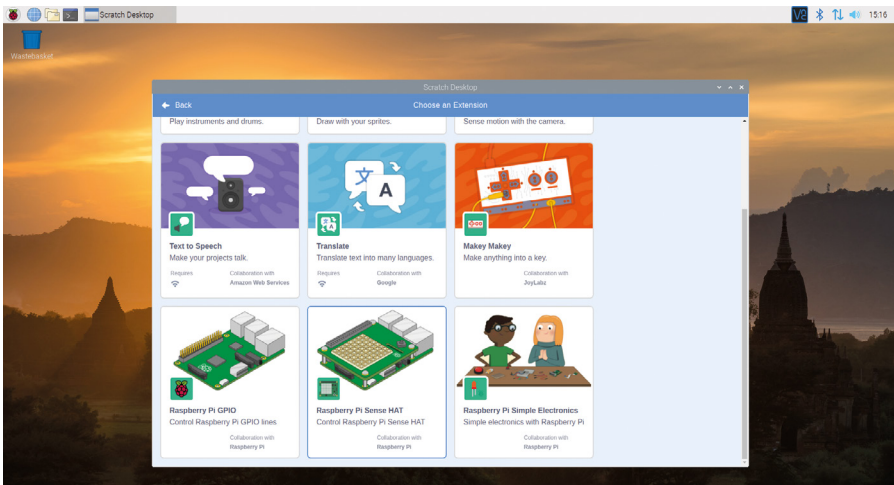 Scratch Desktop
V2
15:16
Wastebasket
Scratch Desktop
Back
Choose an Extension
Play instruments and drums.
Draw with your sprites.
Sense motion with the camera.
文 A
Text to Speech
Translate
Makey Makey
Make your projects talk.
Translate text into many languages.
Make anything into a key.
Requires
Collaboration with
Requires
Collaboration with
Collaboration with
Amazon Web Services
Google
JoyLabz
Raspberry Pi GPIO
Raspberry Pi Sense HAT
Raspberry Pi Simple Electronics
Control Raspberry Pi GPIO lines
Control Raspberry Pi Sense HAT
Simple electronics with Raspberry Pi
Collaboration with
Collaboration with
Collaboration with
Raspberry Pi
Raspberry Pi
Raspberry Pi